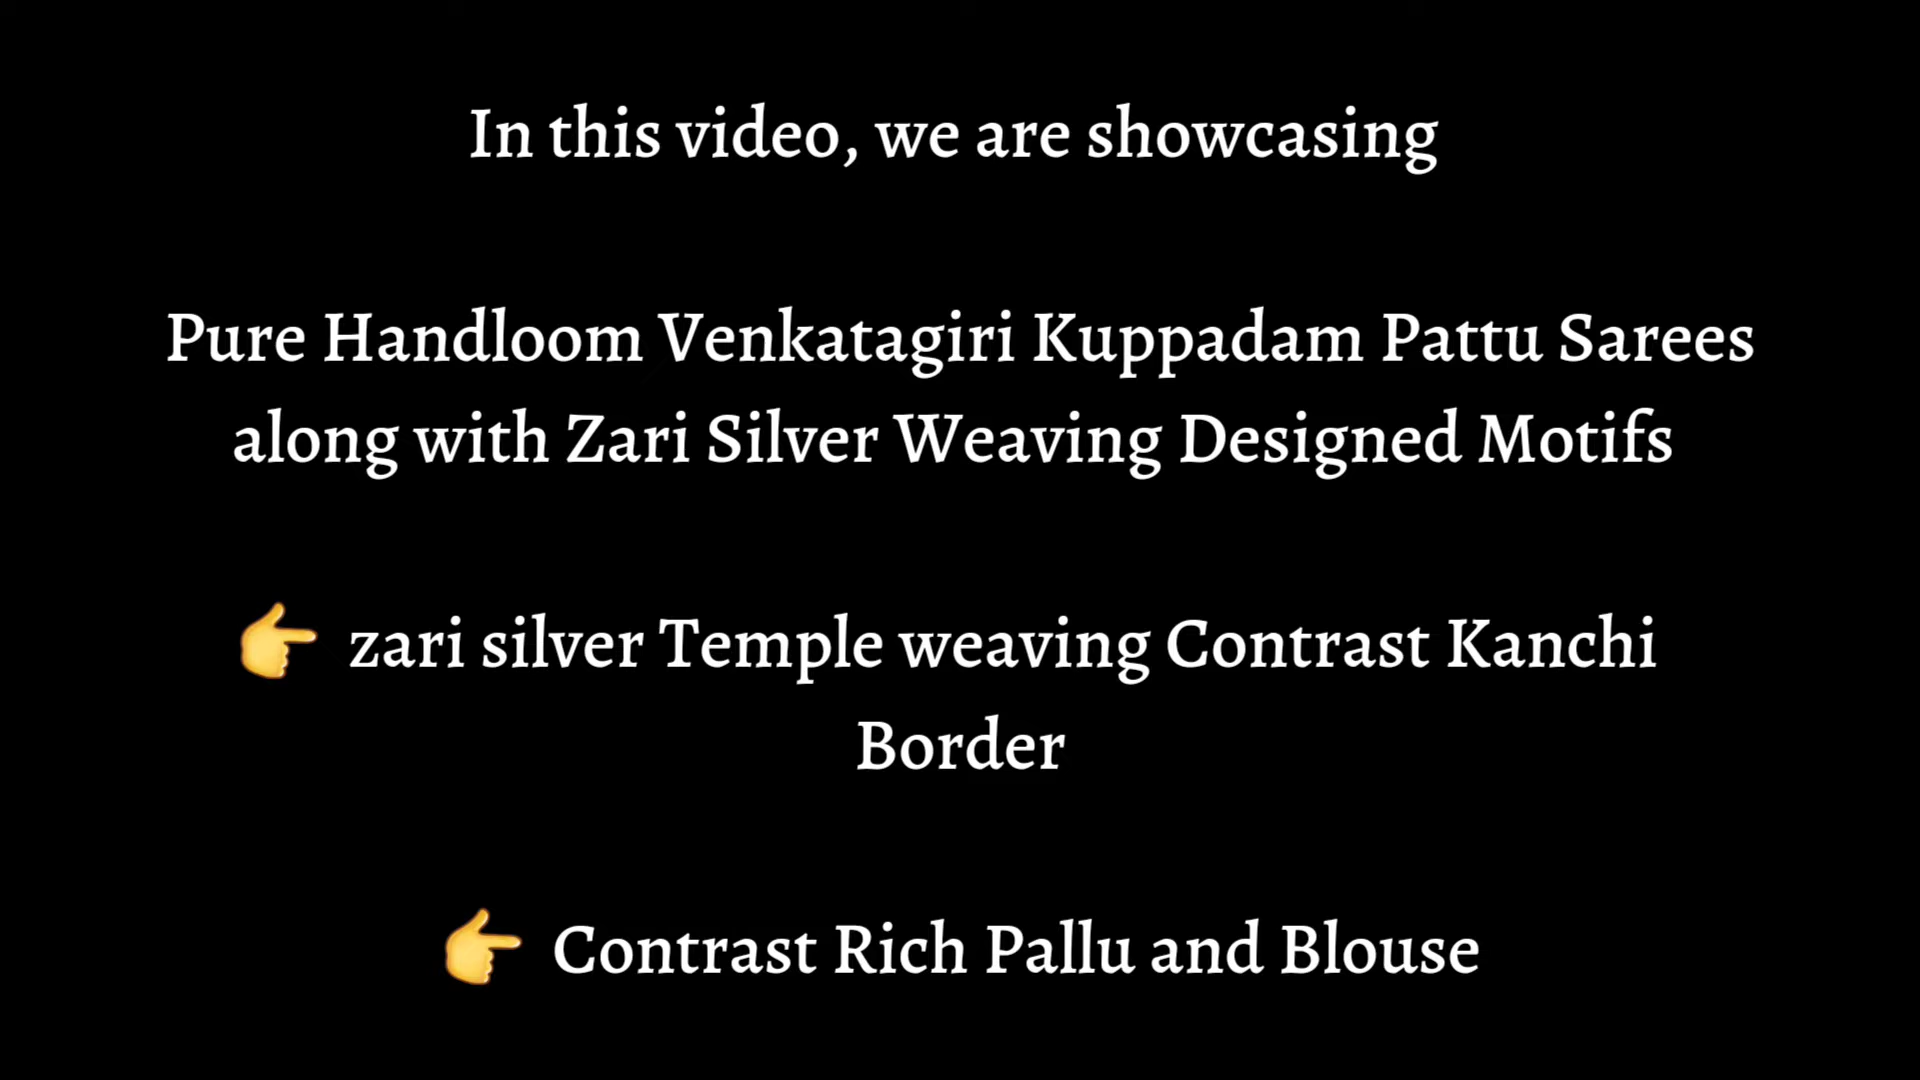 In this video, we are showcasing
Pure Handloom Venkatagiri Kuppadam Pattu Sarees
along with Zari Silver Weaving Designed Motifs
👉 zari silver Temple weaving Contrast Kanchi
Border
👉 Contrast Rich Pallu and Blouse